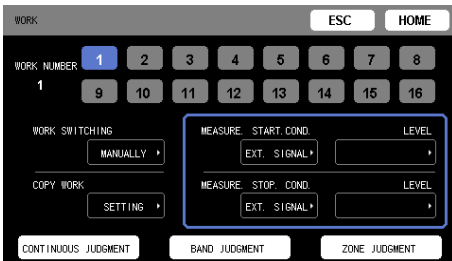 WORK ESC HOME
WORK NUMBER 1 2 3 4 5 6 7 8
1
9 10 11 12 13 14 15 16
WORK SWITCHING MEASURE. START.COND. LEVEL
MANUALLY EXT. SIGNAL
COPY WORK MEASURE. STOP. COND. LEVEL
SETTING EXT. SIGNAL
CONTINUOUS JUDGMENT BAND JUDGMENT ZONE JUDGMENT